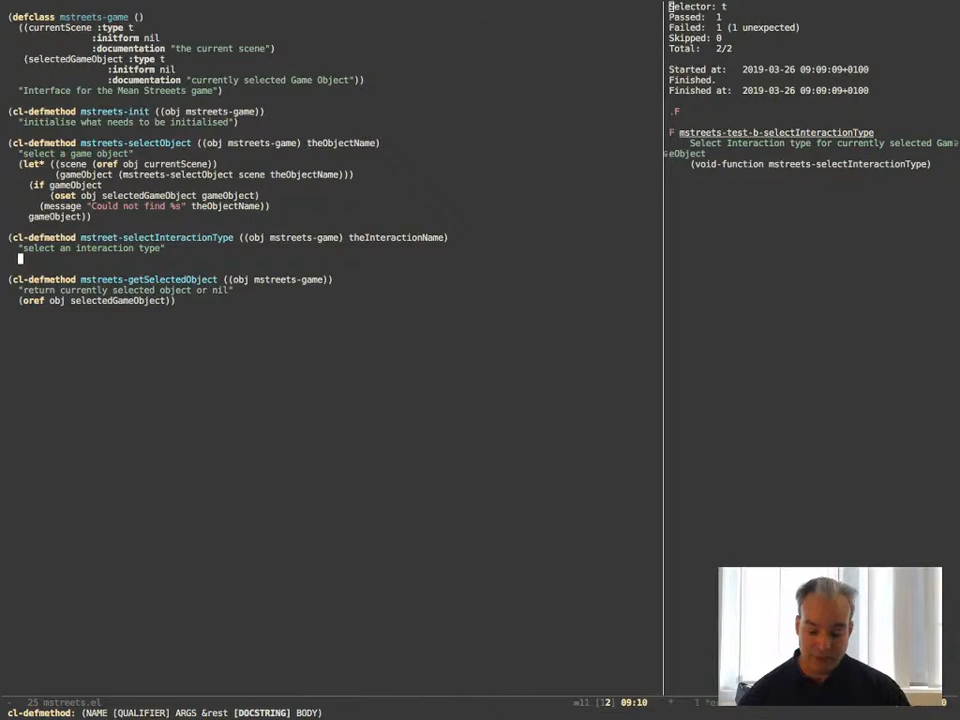 (defclass mstreets-game ()
((currentScene :type t
:initform nil
:documentation "the current scene")
(selectedGameObject :type t
:initform nil
:documentation "currently selected Game Object"))
"Interface for the Mean Streeets game")
(cl-defmethod mstreets-init ((obj mstreets-game))
"initialise what needs to be initialised")
(cl-defmethod mstreets-selectObject ((obj mstreets-game) theObjectName)
"select a game object"
(let* ((scene (oref obj currentScene))
(gameObject (mstreets-selectObject scene theObjectName)))
(if gameObject
(oset obj selectedGameObject gameObject)
(message "Could not find %s" theObjectName))
gameObject))
(cl-defmethod mstreet-selectInteractionType ((obj mstreets-game) theInteractionName)
"select an interaction type"
(cl-defmethod mstreets-getSelectedObject ((obj mstreets-game))
"return currently selected object or nil"
(oref obj selectedGameObject))
Selector: t
Passed: 1
Failed: 1 (1 unexpected)
Skipped: 0
Total: 2/2
Started at: 2019-03-26 09:09:09+0100
Finished.
Finished at: 2019-03-26 09:09:09+0100
.F
F mstreets-test-b-selectInteractionType
Select Interaction type for currently selected Gam
eObject
(void-function mstreets-selectInteractionType)
- 25 mstreets.el
11 [12] 09:10
cl-defmethod: (NAME [QUALIFIER] ARGS &rest [DOCSTRING] BODY)